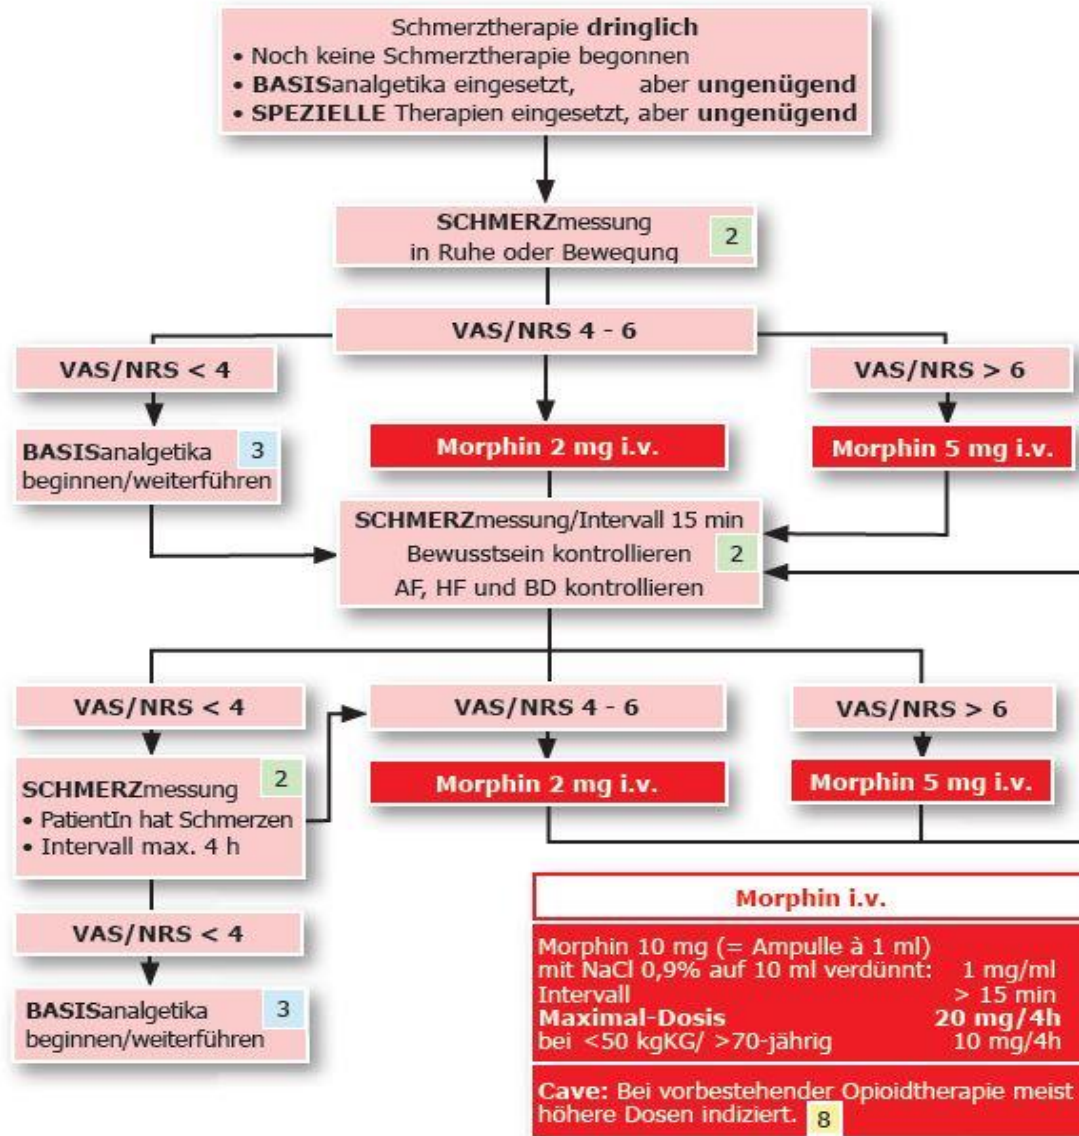 Schmerztherapie dringlich
• Noch keine Schmerztherapie begonnen
• BASISanalgetika eingesetzt, aber ungenügend
• SPEZIELLE Therapien eingesetzt, aber ungenügend
SCHMERZmessung
2
in Ruhe oder Bewegung
VAS/NRS 4 - 6
VAS/NRS < 4
VAS/NRS > 6
BASISanalgetika
3
beginnen/weiterführen
Morphin 2 mg i.v.
Morphin 5 mg i.v.
SCHMERZmessung/Intervall 15 min
Bewusstsein kontrollieren
2
AF, HF und BD kontrollieren
VAS/NRS < 4
VAS/NRS 4 - 6
VAS/NRS > 6
SCHMERZmessung
2
• PatientIn hat Schmerzen
• Intervall max. 4 h
Morphin 2 mg i.v.
Morphin 5 mg i.v.
VAS/NRS < 4
BASISanalgetika
3
beginnen/weiterführen
Morphin i.v.
Morphin 10 mg (= Ampulle à 1 ml)
mit NaCl 0,9% auf 10 ml verdünnt: 1 mg/ml
Intervall > 15 min
Maximal-Dosis 20 mg/4h
bei <50 kgKG/ >70-jährig 10 mg/4h
Cave: Bei vorbestehender Opioidtherapie meist
höhere Dosen indiziert. 8